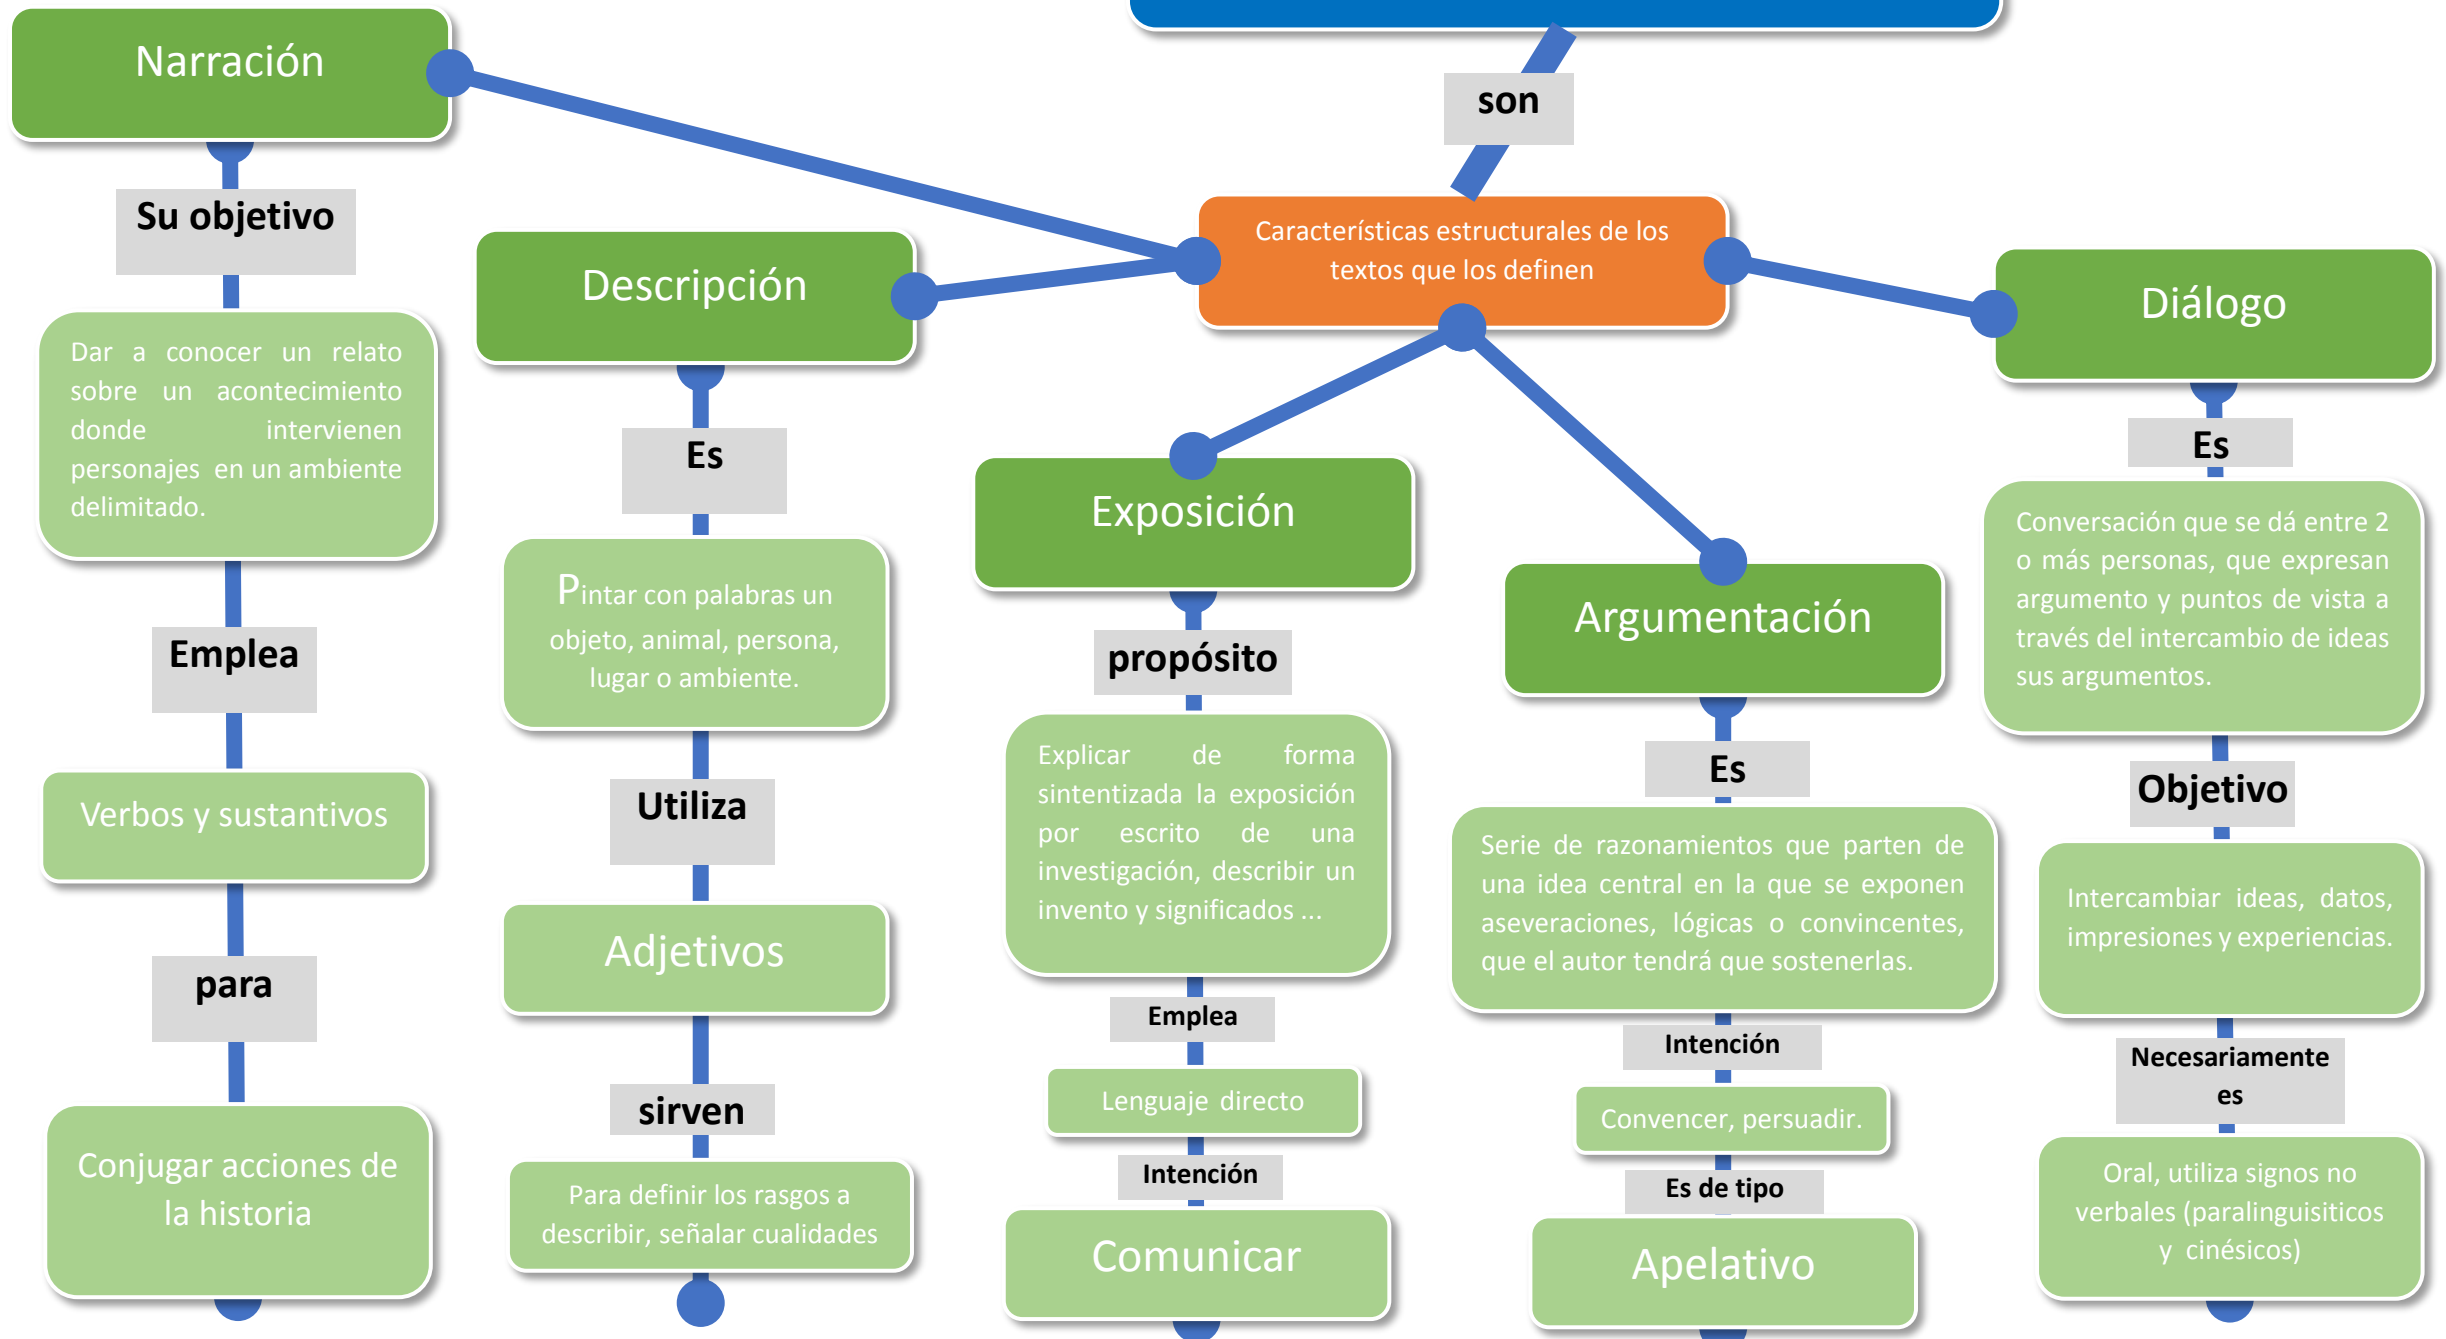 son
Características estructurales de los
textos que los definen
Narración
Su objetivo
Dar a conocer un relato
sobre un acontecimiento
donde intervienen
personajes en un ambiente
delimitado.
Emplea
Verbos y sustantivos
para
Conjugar acciones de
la historia
Descripción
Es
Pintar con palabras un
objeto, animal, persona,
lugar o ambiente.
Utiliza
Adjetivos
sirven
Para definir los rasgos a
describir, señalar cualidades
Exposición
propósito
Explicar de forma
sintentizada la exposición
por escrito de una
investigación, describir un
invento y significados ...
Emplea
Lenguaje directo
Intención
Comunicar
Argumentación
Es
Serie de razonamientos que parten de
una idea central en la que se exponen
aseveraciones, lógicas o convincentes,
que el autor tendrá que sostenerlas.
Intención
Convencer, persuadir.
Es de tipo
Apelativo
Diálogo
Es
Conversación que se dá entre 2
o más personas, que expresan
argumento y puntos de vista a
través del intercambio de ideas
sus argumentos.
Objetivo
Intercambiar ideas, datos,
impresiones y experiencias.
Necesariamente
es
Oral, utiliza signos no
verbales (paralinguisiticos
y cinésicos)